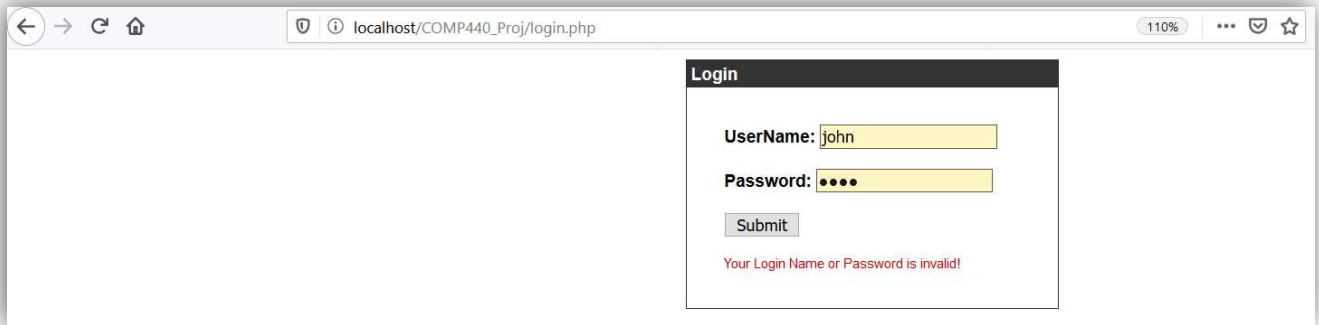 localhost/COMP440_Proj/login.php 110%
Login
UserName: john
Password: ••••
Submit
Your Login Name or Password is invalid!